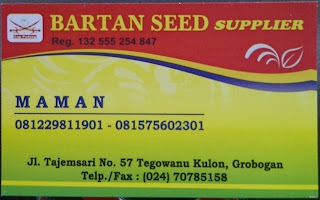 BARTAN SEED SUPPLIER
Reg. 132 555 254 847
MAMAN
081229811901 - 081575602301
Jl. Tajemsari No. 57 Tegowanu Kulon, Grobogan
Telp./Fax : (024) 70785158